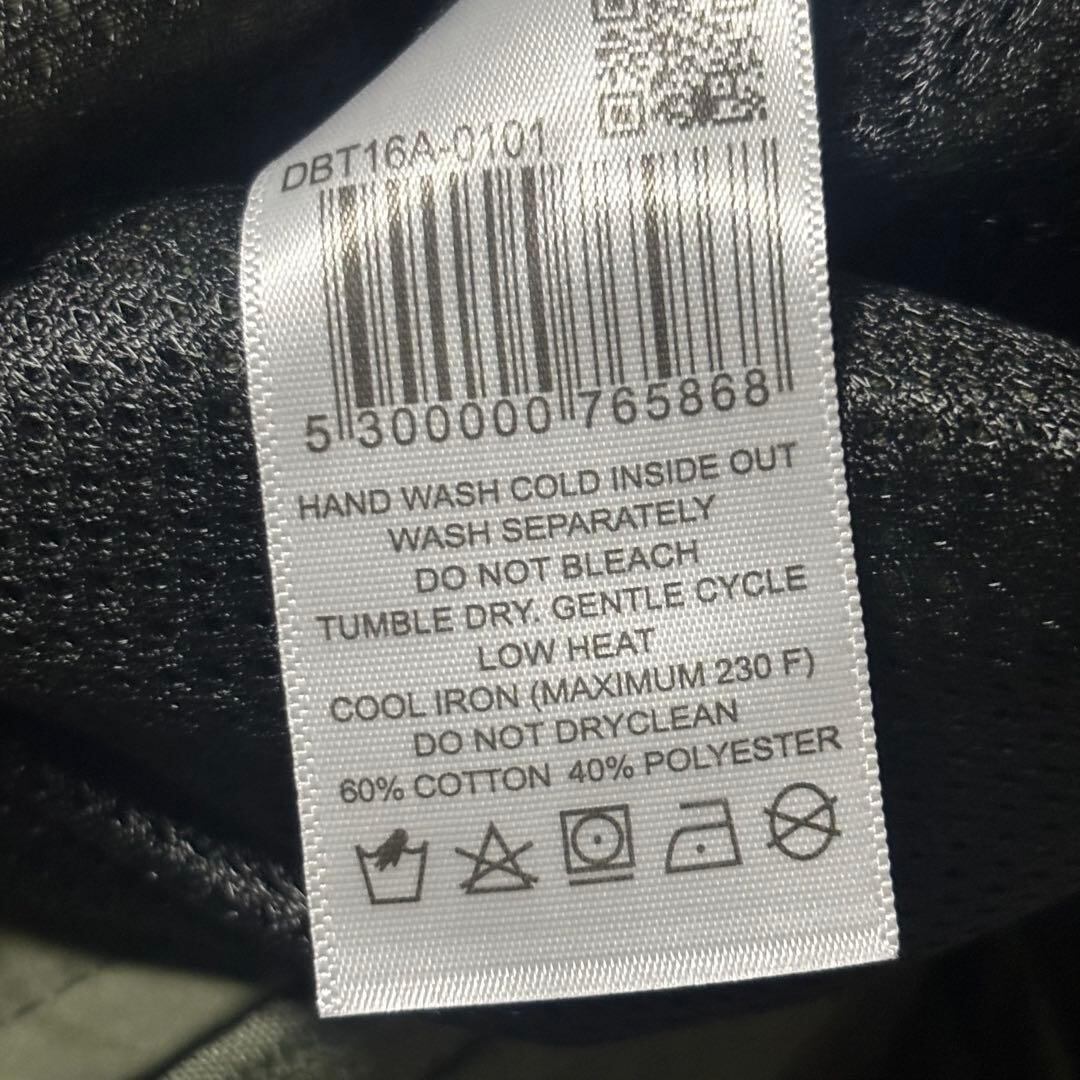 DBT16A-0101
5 300000 765868
HAND WASH COLD INSIDE OUT
WASH SEPARATELY
DO NOT BLEACH
TUMBLE DRY. GENTLE CYCLE
LOW HEAT
COOL IRON (MAXIMUM 230 F)
DO NOT DRYCLEAN
60% COTTON 40% POLYESTER